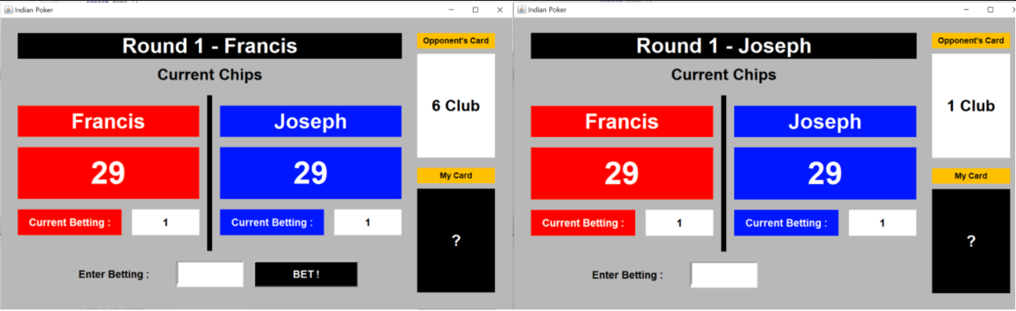 Indian Poker
Round 1 - Francis
Opponent's Card
Current Chips
6 Club
Francis
Joseph
29
29
My Card
Current Betting :
1
Current Betting :
1
?
Enter Betting :
BET !
Indian Poker
Round 1 - Joseph
Opponent's Card
Current Chips
1 Club
Francis
Joseph
29
29
My Card
Current Betting :
1
Current Betting :
1
?
Enter Betting :